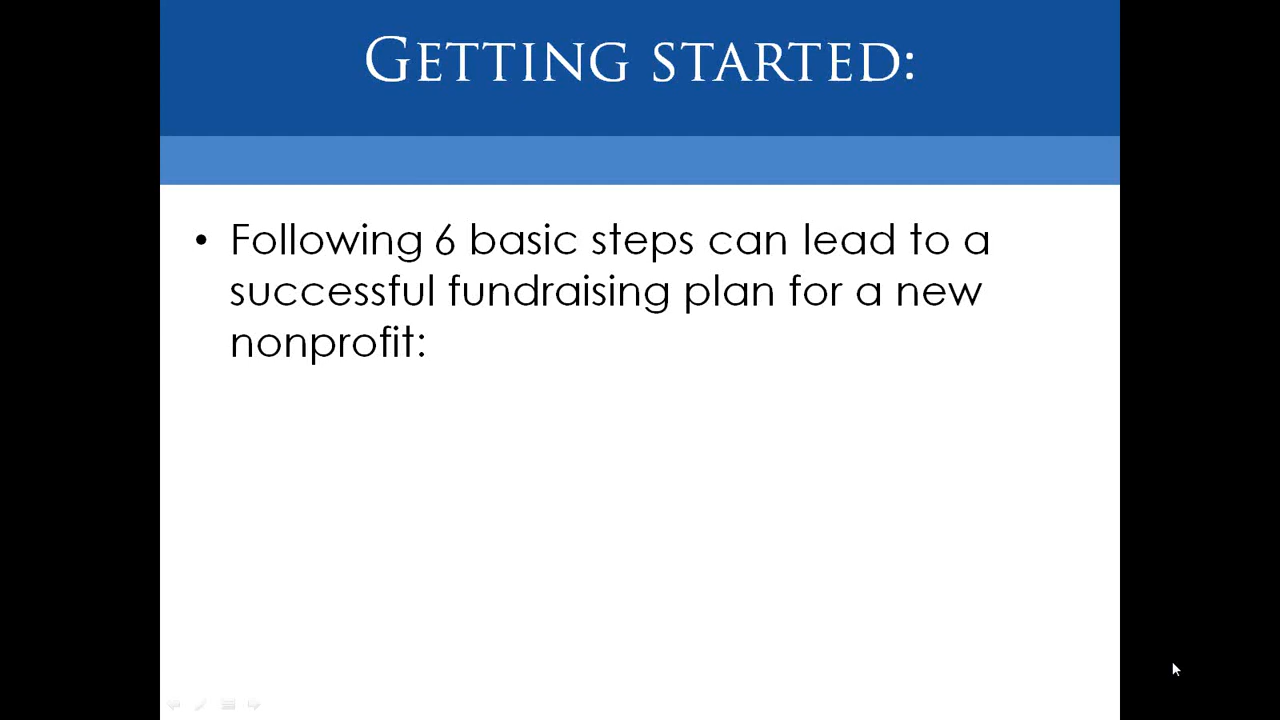 GETTING STARTED:
• Following 6 basic steps can lead to a
successful fundraising plan for a new
nonprofit: